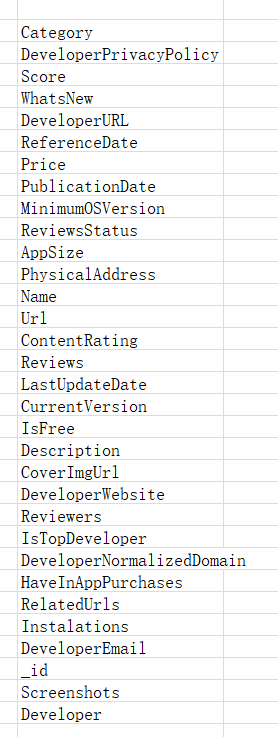 Category
DeveloperPrivacyPolicy
Score
WhatsNew
DeveloperURL
ReferenceDate
Price
PublicationDate
MinimumOSVersion
ReviewsStatus
AppSize
PhysicalAddress
Name
Url
ContentRating
Reviews
LastUpdateDate
CurrentVersion
IsFree
Description
CoverImgUrl
DeveloperWebsite
Reviewers
IsTopDeveloper
DeveloperNormalizedDomain
HaveInAppPurchases
RelatedUrls
Instalations
DeveloperEmail
_id
Screenshots
Developer